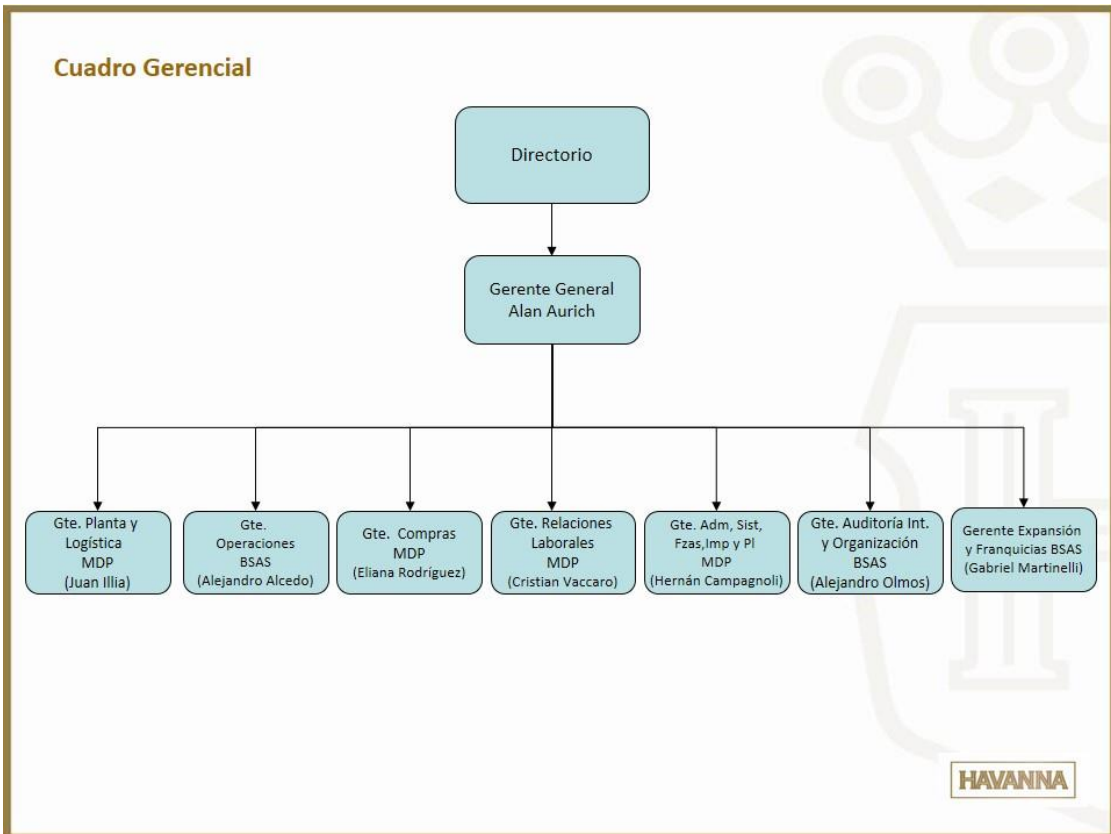 Cuadro Gerencial
Directorio
Gerente General
Alan Aurich
Gte. Planta y
Logística
MDP
(Juan Illia)
Gte.
Operaciones
BSAS
(Alejandro Alcedo)
Gte. Compras
MDP
(Eliana Rodríguez)
Gte. Relaciones
Laborales
MDP
(Cristian Vaccaro)
Gte. Adm, Sist,
Fzas,Imp y Pl
MDP
(Hernán Campagnoli)
Gte. Auditoría Int.
y Organización
BSAS
(Alejandro Olmos)
Gerente Expansión
y Franquicias BSAS
(Gabriel Martinelli)
HAVANNA